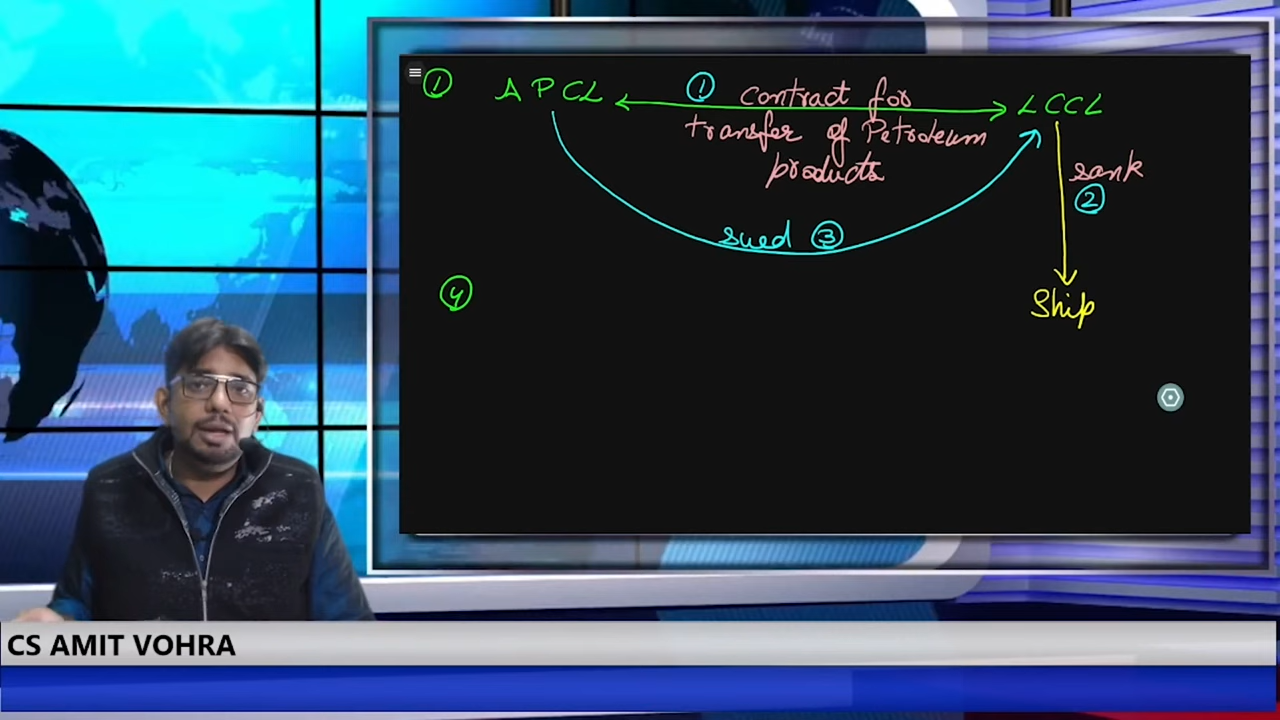 ① APCL ① contract for LCCL
transfer of Petroleum
products
sank
②
sued ③
④
Ship
CS AMIT VOHRA